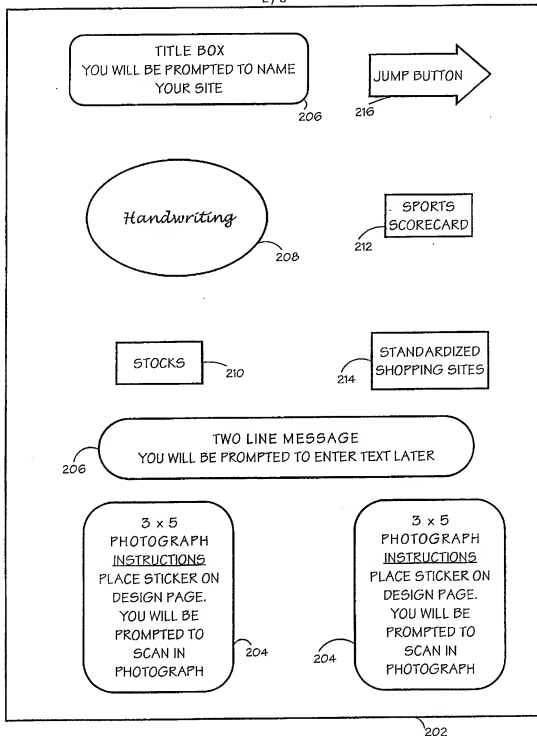 TITLE BOX
YOU WILL BE PROMPTED TO NAME
YOUR SITE
206
JUMP BUTTON
216
Handwriting
208
SPORTS
SCORECARD
212
STOCKS
210
STANDARDIZED
SHOPPING SITES
214
TWO LINE MESSAGE
YOU WILL BE PROMPTED TO ENTER TEXT LATER
206
3 x 5
PHOTOGRAPH
INSTRUCTIONS
PLACE STICKER ON
DESIGN PAGE.
YOU WILL BE
PROMPTED TO
SCAN IN
PHOTOGRAPH
204
3 x 5
PHOTOGRAPH
INSTRUCTIONS
PLACE STICKER ON
DESIGN PAGE.
YOU WILL BE
PROMPTED TO
SCAN IN
PHOTOGRAPH
204
202